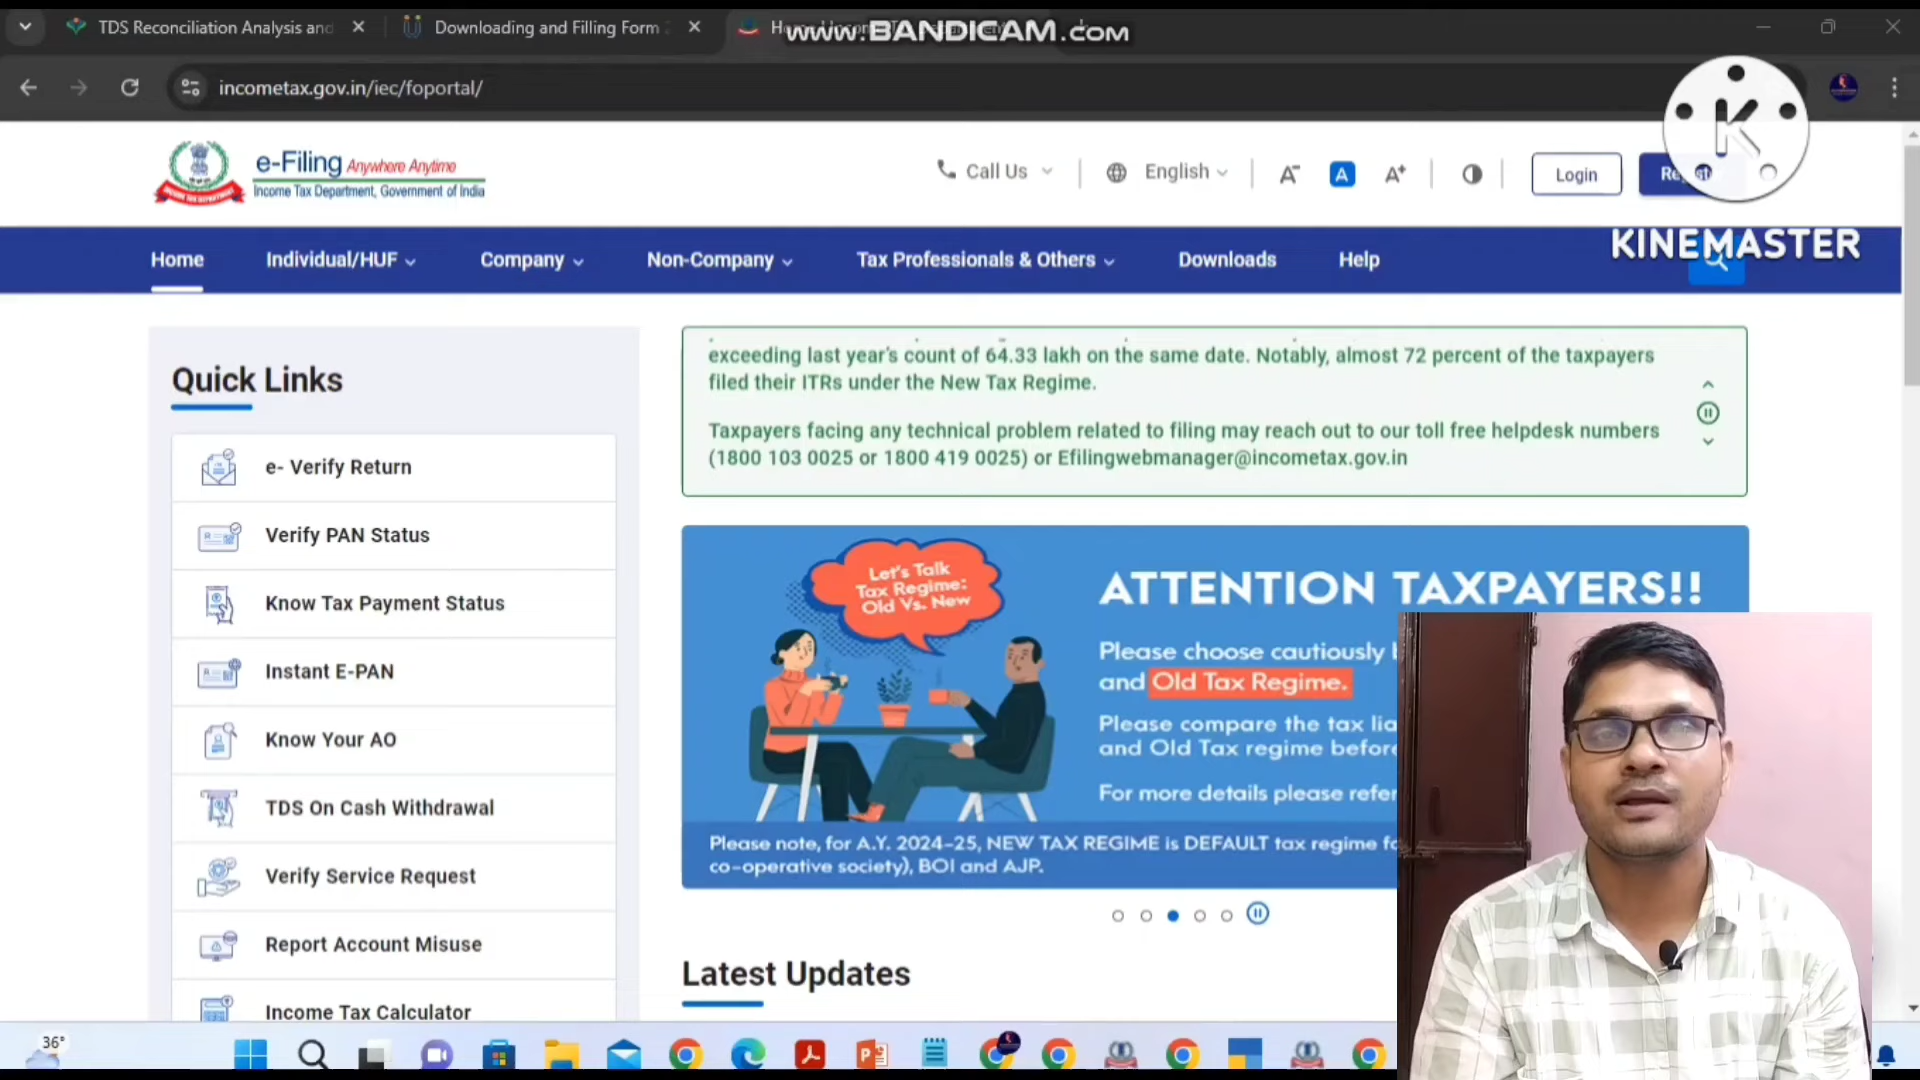 TDS Reconciliation Analysis and
Downloading and Filling Form
www.BANDICAM.com
incometax.gov.in/iec/foportal/
e-Filing Anywhere Anytime
Income Tax Department, Government of India
Call Us
English
A-
A
A+
Login
KINEMASTER
Home
Individual/HUF
Company
Non-Company
Tax Professionals & Others
Downloads
Help
Quick Links
e- Verify Return
Verify PAN Status
Know Tax Payment Status
Instant E-PAN
Know Your AO
TDS On Cash Withdrawal
Verify Service Request
Report Account Misuse
Income Tax Calculator
exceeding last year's count of 64.33 lakh on the same date. Notably, almost 72 percent of the taxpayers
filed their ITRs under the New Tax Regime.
Taxpayers facing any technical problem related to filing may reach out to our toll free helpdesk numbers
(1800 103 0025 or 1800 419 0025) or Efilingwebmanager@incometax.gov.in
Let's Talk
Tax Regime:
Old Vs. New
ATTENTION TAXPAYERS!!
Please choose cautiously
and Old Tax Regime.
Please compare the tax
and Old Tax regime
For more details please refer
Please note, for A.Y. 2024-25, NEW TAX REGIME is DEFAULT tax regime
co-operative society), BOI and AJP.
Latest Updates
36°